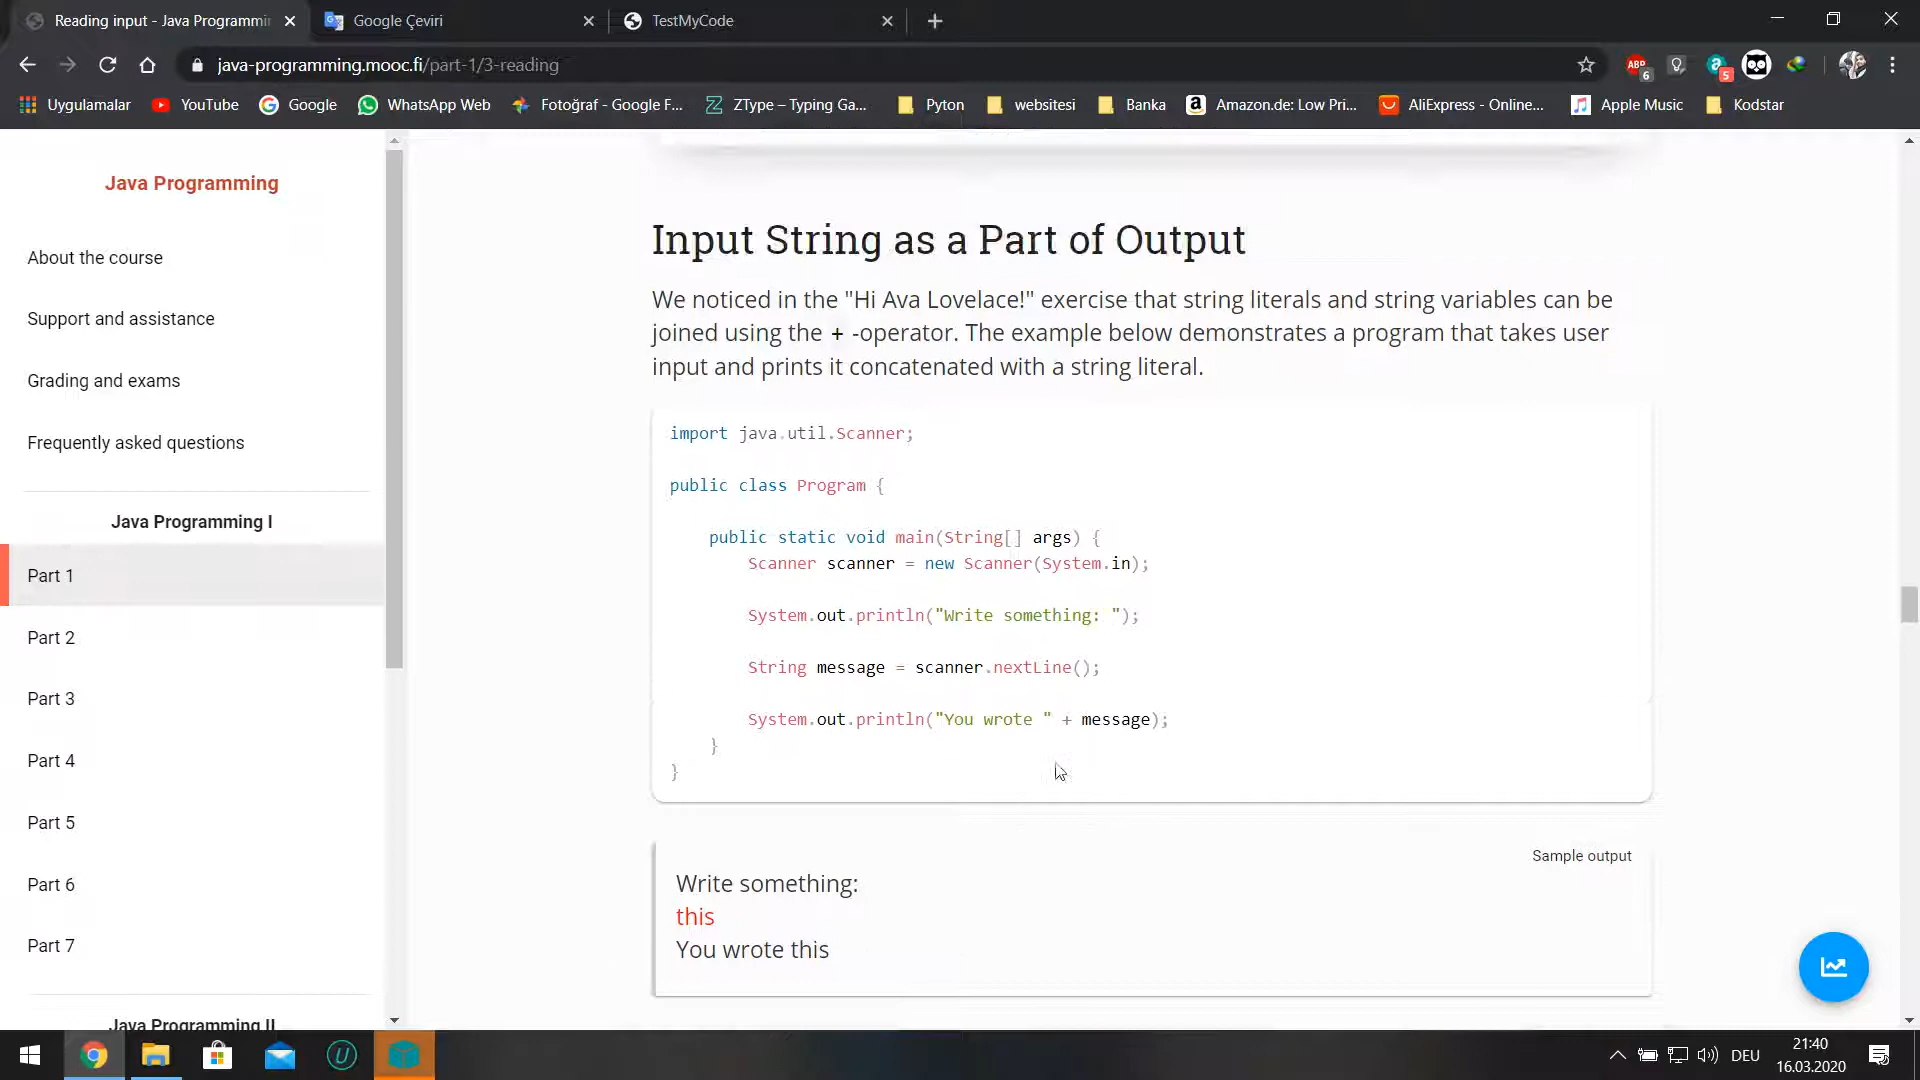 Reading input - Java Programmi
Google Çeviri
TestMyCode
java-programming.mooc.fi/part-1/3-reading
ABP
6
5
Uygulamalar
YouTube
Google
WhatsApp Web
Fotoğraf - Google F...
ZType – Typing Ga...
Pyton
websitesi
Banka
Amazon.de: Low Pri...
AliExpress - Online...
Apple Music
Kodstar
Java Programming
About the course
Support and assistance
Grading and exams
Frequently asked questions
Java Programming I
Part 1
Part 2
Part 3
Part 4
Part 5
Part 6
Part 7
Java Programming II
Input String as a Part of Output
We noticed in the "Hi Ava Lovelace!" exercise that string literals and string variables can be
joined using the + -operator. The example below demonstrates a program that takes user
input and prints it concatenated with a string literal.
import java.util.Scanner;
public class Program {
public static void main(String[] args) {
Scanner scanner = new Scanner(System.in);
System.out.println("Write something: ");
String message = scanner.nextLine();
System.out.println("You wrote " + message);
}
}
Sample output
Write something:
this
You wrote this
DEU
21:40
16.03.2020